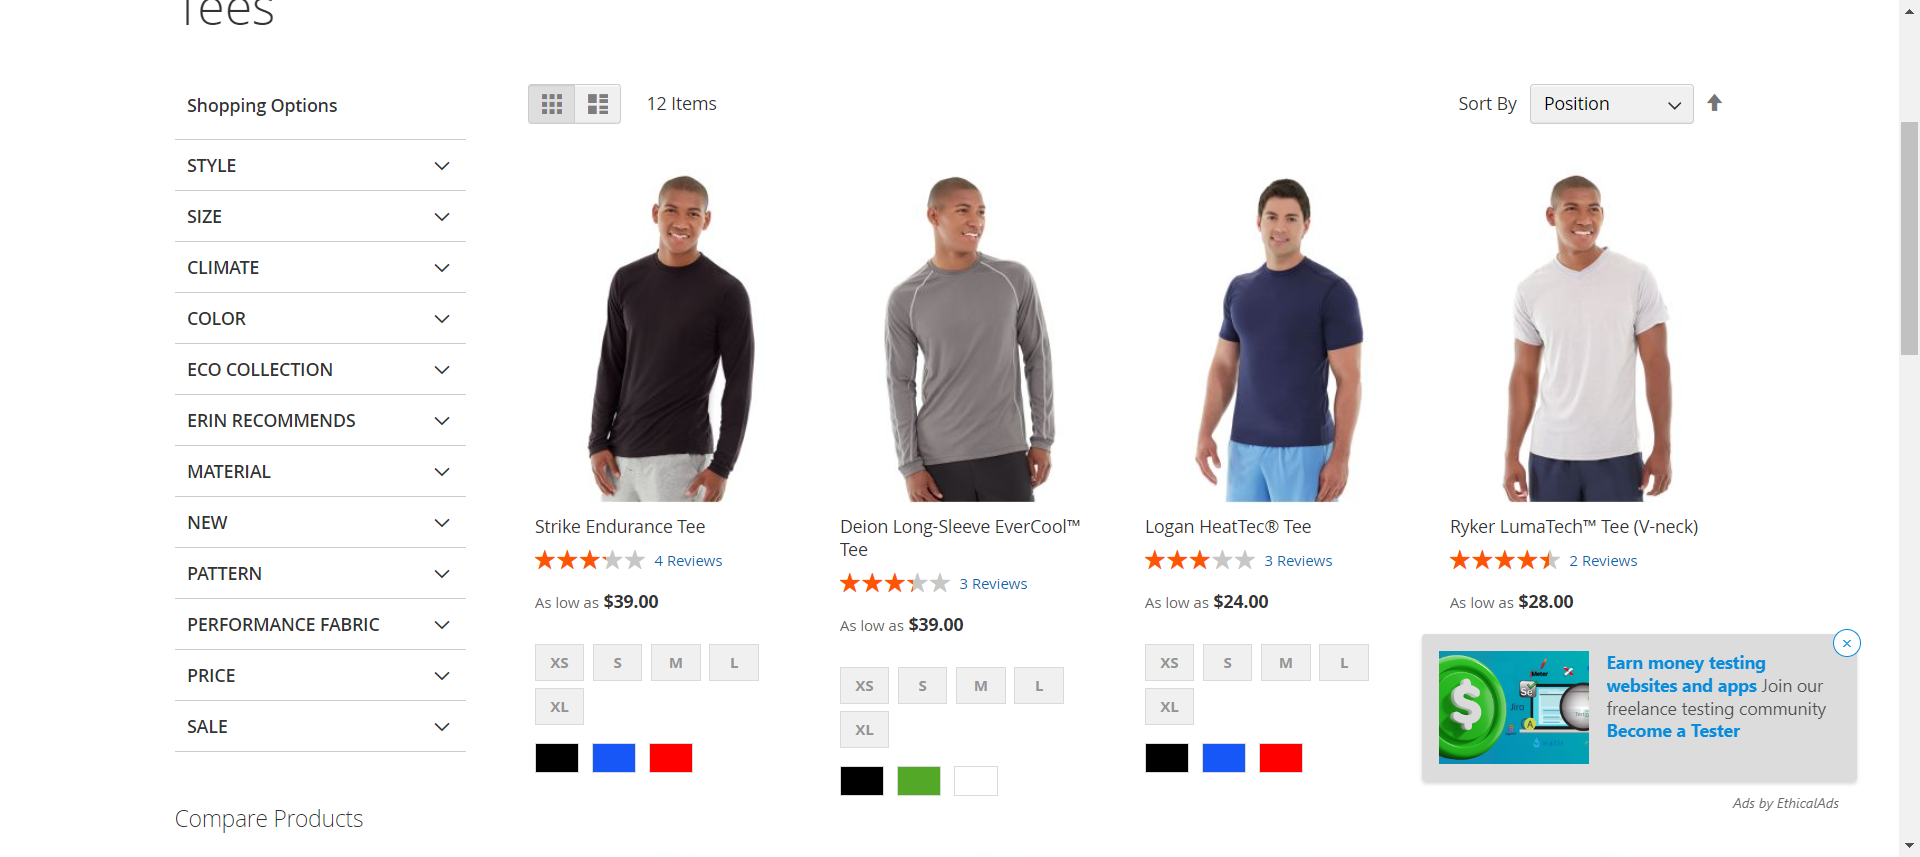 Tees
Shopping Options
STYLE
SIZE
CLIMATE
COLOR
ECO COLLECTION
ERIN RECOMMENDS
MATERIAL
NEW
PATTERN
PERFORMANCE FABRIC
PRICE
SALE
Compare Products
12 Items
Sort By Position
Strike Endurance Tee
4 Reviews
As low as $39.00
XS S M L
XL
Deion Long-Sleeve EverCool™
Tee
3 Reviews
As low as $39.00
XS S M L
XL
Logan HeatTec® Tee
3 Reviews
As low as $24.00
XS S M L
XL
Ryker LumaTech™ Tee (V-neck)
2 Reviews
As low as $28.00
Earn money testing
websites and apps Join our
freelance testing community
Become a Tester
Se
Jira
A
Ads by EthicalAds